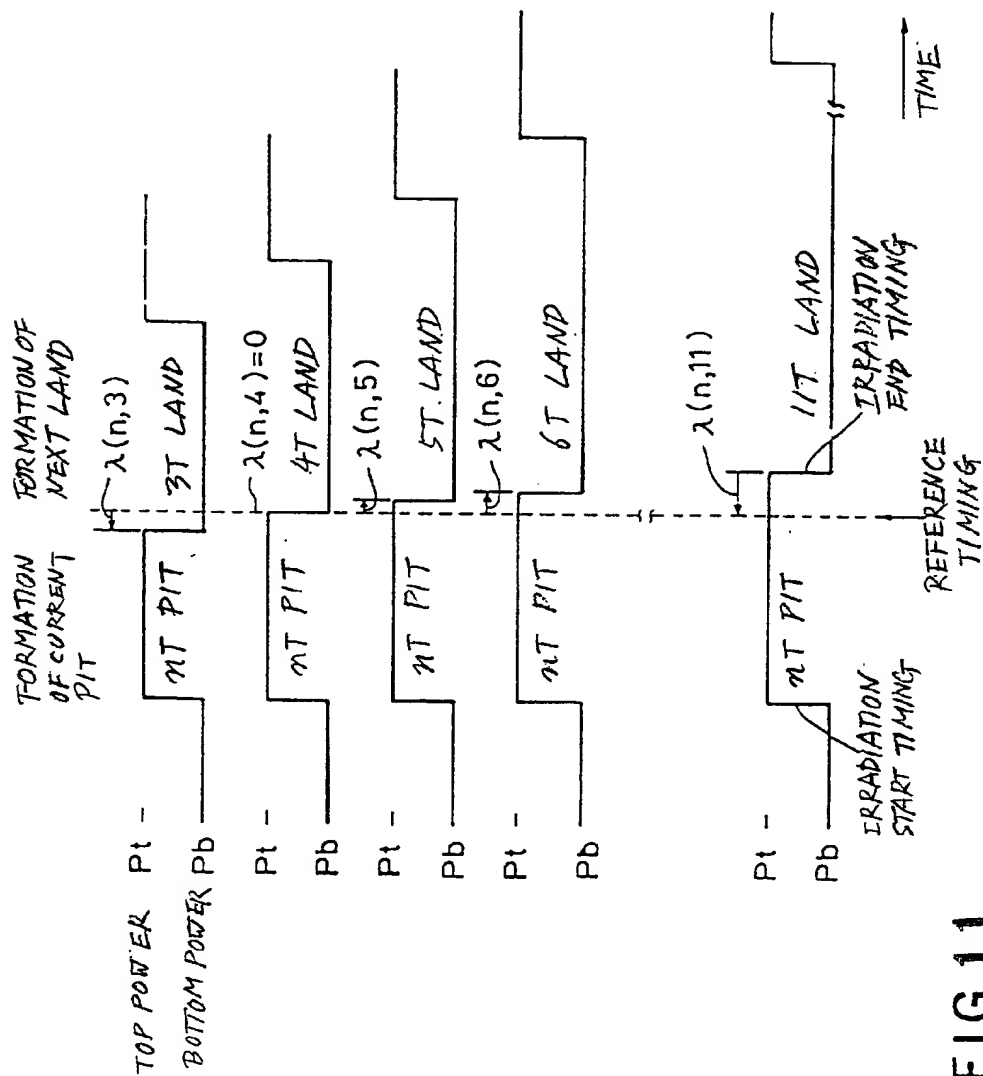 FORMATION
OF CURRENT
PIT
FORMATION OF
NEXT LAND
TOP POWER Pt
BOTTOM POWER Pb
nT PIT
λ(n,3)
3T LAND
Pt
Pb
nT PIT
λ(n,4)=0
4T LAND
Pt
Pb
nT PIT
λ(n,5)
5T LAND
Pt
Pb
nT PIT
λ(n,6)
6T LAND
Pt
Pb
nT PIT
λ(n,11)
11T LAND
IRRADIATION
START TIMING
REFERENCE
TIMING
IRRADIATION
END TIMING
TIME
FIG.11